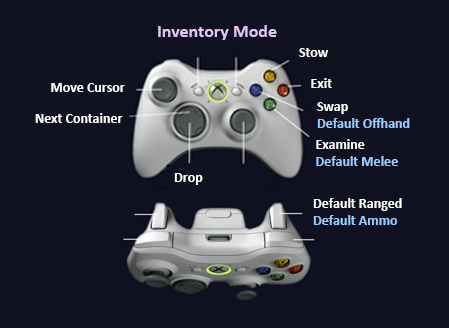 Inventory Mode
Stow
Move Cursor
Exit
Swap
Default Offhand
Next Container
Examine
Default Melee
Drop
Default Ranged
Default Ammo